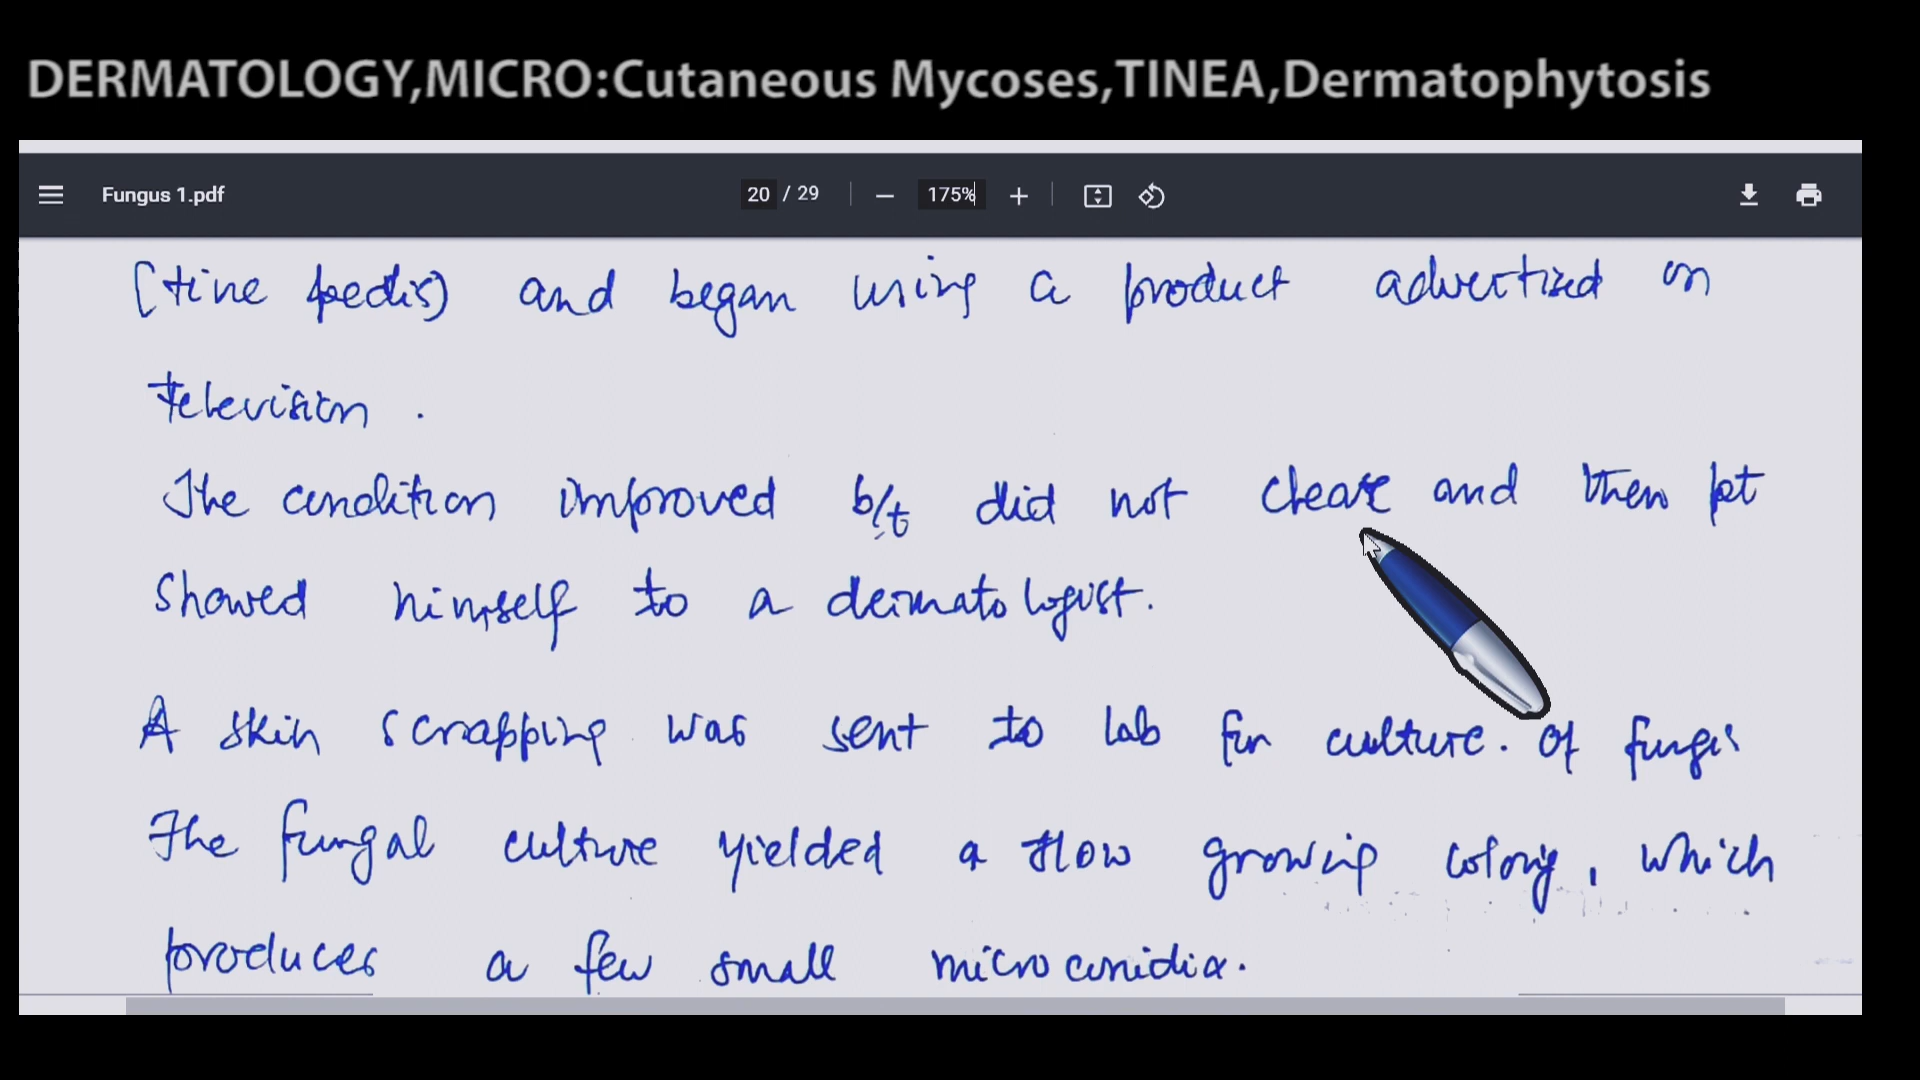 DERMATOLOGY,MICRO:Cutaneous Mycoses,TINEA,Dermatophytosis
Fungus 1.pdf 20 / 29 175%
(tine pedis) and began using a product advertized on
television .
The condition improved b/t did not cleare and then pt
showed himself to a dermatologist.
A skin scrapping was sent to lab for culture. of fungi
The fungal culture yielded a slow growing colony, which
produces a few small microconidia.